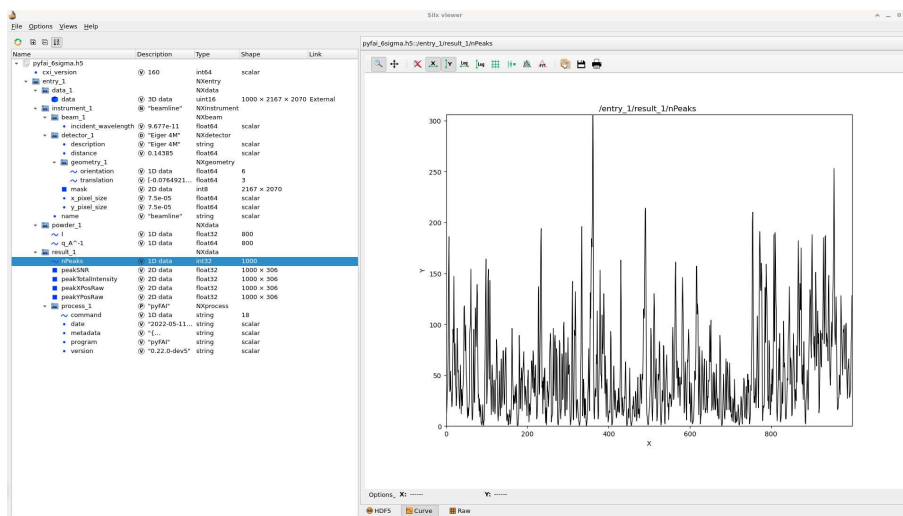 Silx viewer
File Options Views Help
pyfai_6sigma.h5::/entry_1/result_1/nPeaks
Name Description Type Shape Link
pyfai_6sigma.h5
cxi_version 160 int64 scalar
entry_1 NXentry
data_1 NXdata
data 3D data uint16 1000 × 2167 × 2070 External
instrument_1 "beamline" NXinstrument
beam_1 NXbeam
incident_wavelength 9.677e-11 float64 scalar
detector_1 "Eiger 4M" NXdetector
description "Eiger 4M" string scalar
distance 0.14385 float64 scalar
geometry_1 NXgeometry
orientation 1D data float64 6
translation [-0.0764921... float64 3
mask 2D data int8 2167 × 2070
x_pixel_size 7.5e-05 float64 scalar
y_pixel_size 7.5e-05 float64 scalar
name "beamline" string scalar
powder_1 NXdata
I 1D data float32 800
q_A^-1 1D data float64 800
result_1 NXdata
nPeaks 1D data int32 1000
peakSNR 2D data float32 1000 × 306
peakTotalIntensity 2D data float32 1000 × 306
peakXPosRaw 2D data float32 1000 × 306
peakYPosRaw 2D data float32 1000 × 306
process_1 "pyFAI" NXprocess
command 1D data string 18
date "2022-05-11... string scalar
metadata "{... string scalar
program "pyFAI" string scalar
version "0.22.0-dev5" string scalar
/entry_1/result_1/nPeaks
300
250
200
150
100
50
0
Y
0 200 400 600 800
X
Options_ X: ------ Y: ------
HDF5 Curve Raw